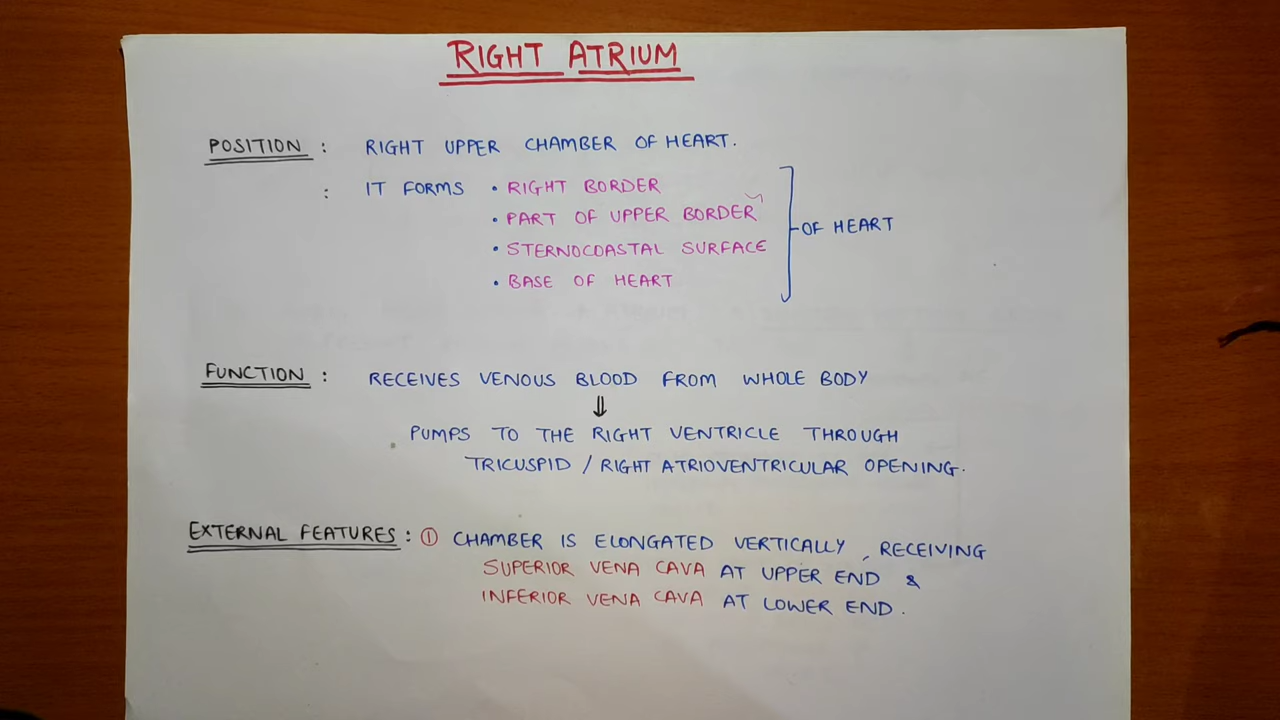 RIGHT ATRIUM
POSITION : RIGHT UPPER CHAMBER OF HEART.
: IT FORMS • RIGHT BORDER
• PART OF UPPER BORDER
OF HEART
• STERNOCOASTAL SURFACE
• BASE OF HEART
FUNCTION : RECEIVES VENOUS BLOOD FROM WHOLE BODY
⇓
PUMPS TO THE RIGHT VENTRICLE THROUGH
TRICUSPID / RIGHT ATRIOVENTRICULAR OPENING.
EXTERNAL FEATURES : ① CHAMBER IS ELONGATED VERTICALLY, RECEIVING
SUPERIOR VENA CAVA AT UPPER END &
INFERIOR VENA CAVA AT LOWER END.